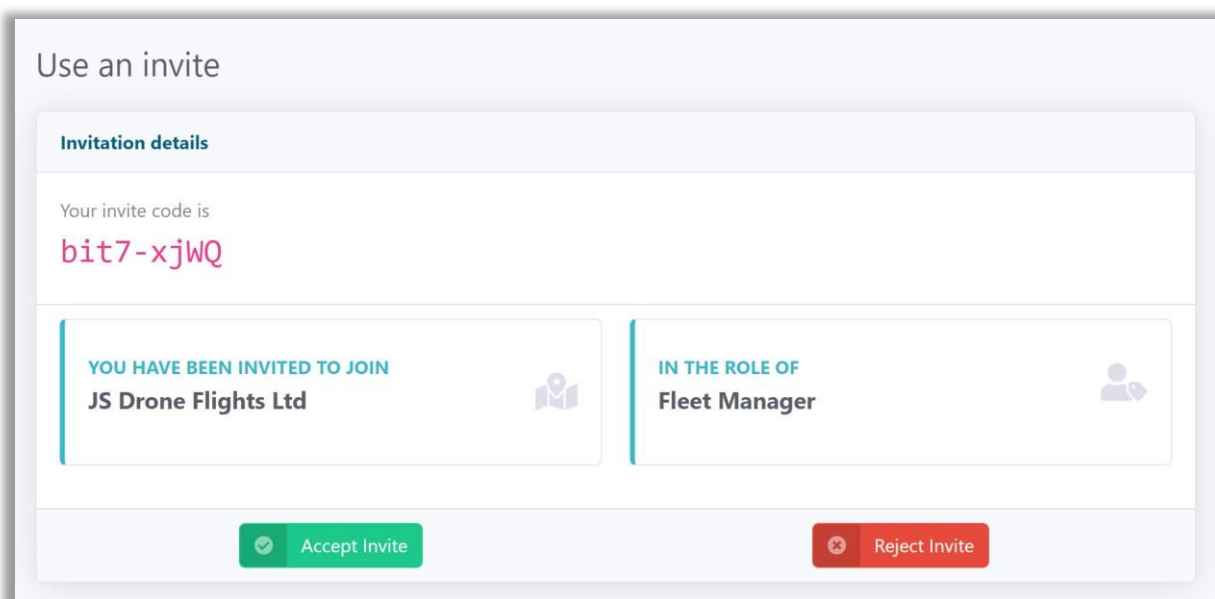 Use an invite
Invitation details
Your invite code is
bit7-xjWQ
YOU HAVE BEEN INVITED TO JOIN
JS Drone Flights Ltd
IN THE ROLE OF
Fleet Manager
Accept Invite
Reject Invite